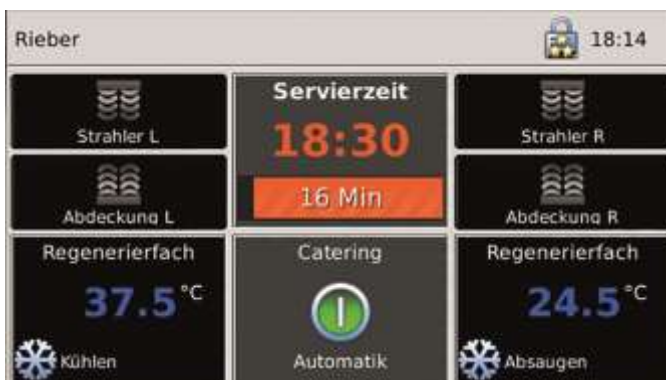 Rieber
18:14
Strahler L
Servierzeit
18:30
16 Min
Strahler R
Abdeckung L
Abdeckung R
Regenerierfach
37.5°C
Kühlen
Catering
Automatik
Regenerierfach
24.5°C
Absaugen